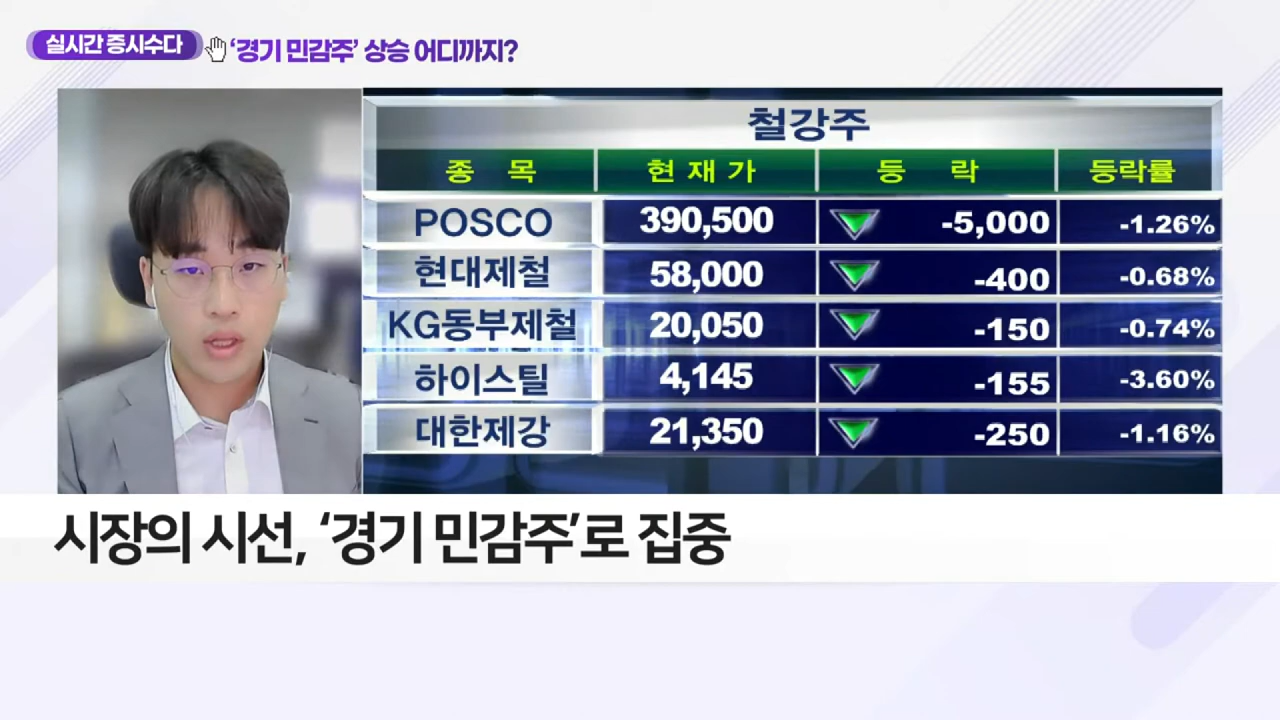 실시간 증시수다 ‘경기 민감주’ 상승 어디까지?
철강주
종 목 현 재 가 등 락 등락률
POSCO 390,500 -5,000 -1.26%
현대제철 58,000 -400 -0.68%
KG동부제철 20,050 -150 -0.74%
하이스틸 4,145 -155 -3.60%
대한제강 21,350 -250 -1.16%
시장의 시선, ‘경기 민감주’로 집중